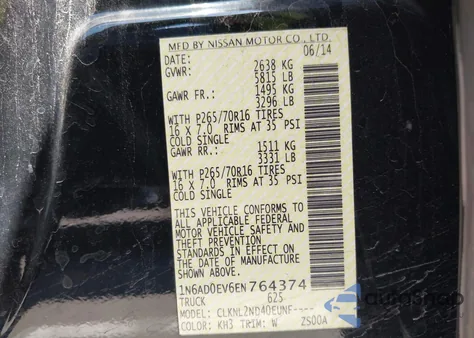 MFD BY NISSAN MOTOR CO., LTD.
DATE: 06/14
GVWR: 2638 KG
5815 LB
GAWR FR.: 1495 KG
3296 LB
WITH P265/70R16 TIRES
16 X 7.0 RIMS AT 35 PSI
COLD SINGLE
GAWR RR.: 1511 KG
3331 LB
WITH P265/70R16 TIRES
16 X 7.0 RIMS AT 35 PSI
COLD SINGLE
THIS VEHICLE CONFORMS TO
ALL APPLICABLE FEDERAL
MOTOR VEHICLE SAFETY AND
THEFT PREVENTION
STANDARDS IN EFFECT ON
THE DATE OF MANUFACTURE
SHOWN ABOVE.
1N6AD0EV6EN764374
TRUCK 625
MODEL: CLKNL2ND40EUNF----
COLOR: KH3 TRIM: W ZS00A
AutoSnap